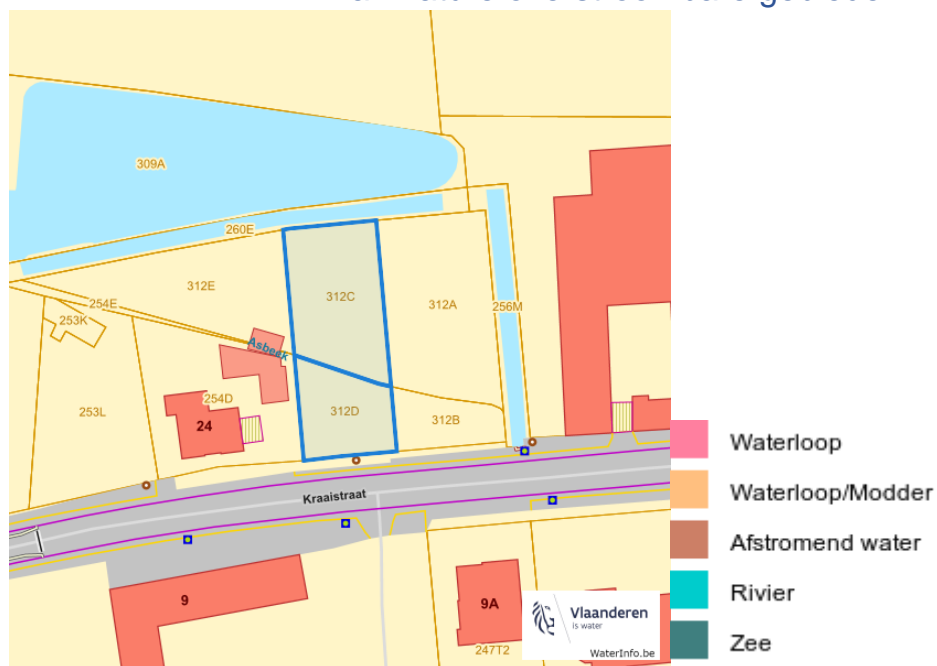 309A
260E
312E
312C
312A
256M
254E
253K
Asbeek
253L
254D
24
312D
312B
Kraaistraat
9
9A
247T2
Vlaanderen
is water
WaterInfo.be
Waterloop
Waterloop/Modder
Afstromend water
Rivier
Zee